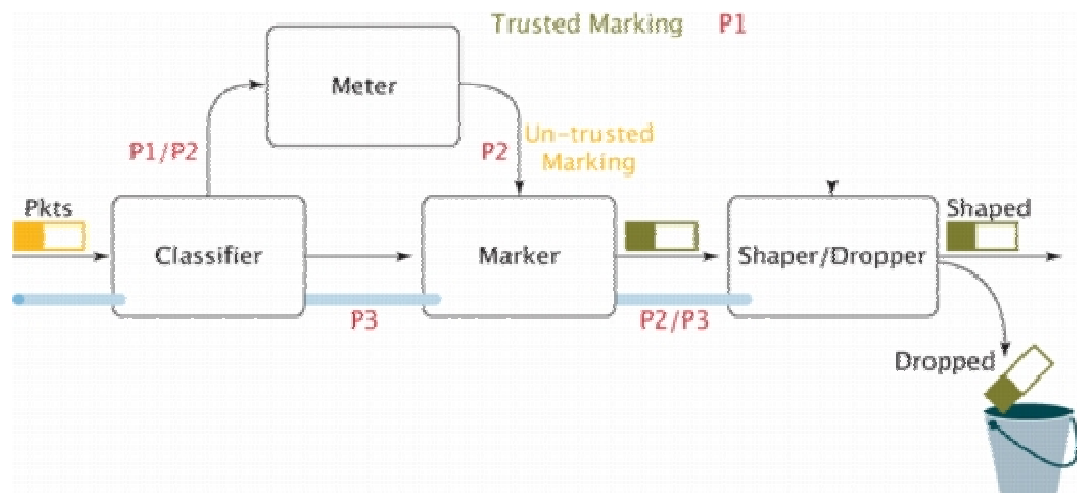 Trusted Marking P1
Meter
P1/P2
P2
Un-trusted
Marking
Pkts
Classifier
Marker
Shaper/Dropper
Shaped
P3
P2/P3
Dropped